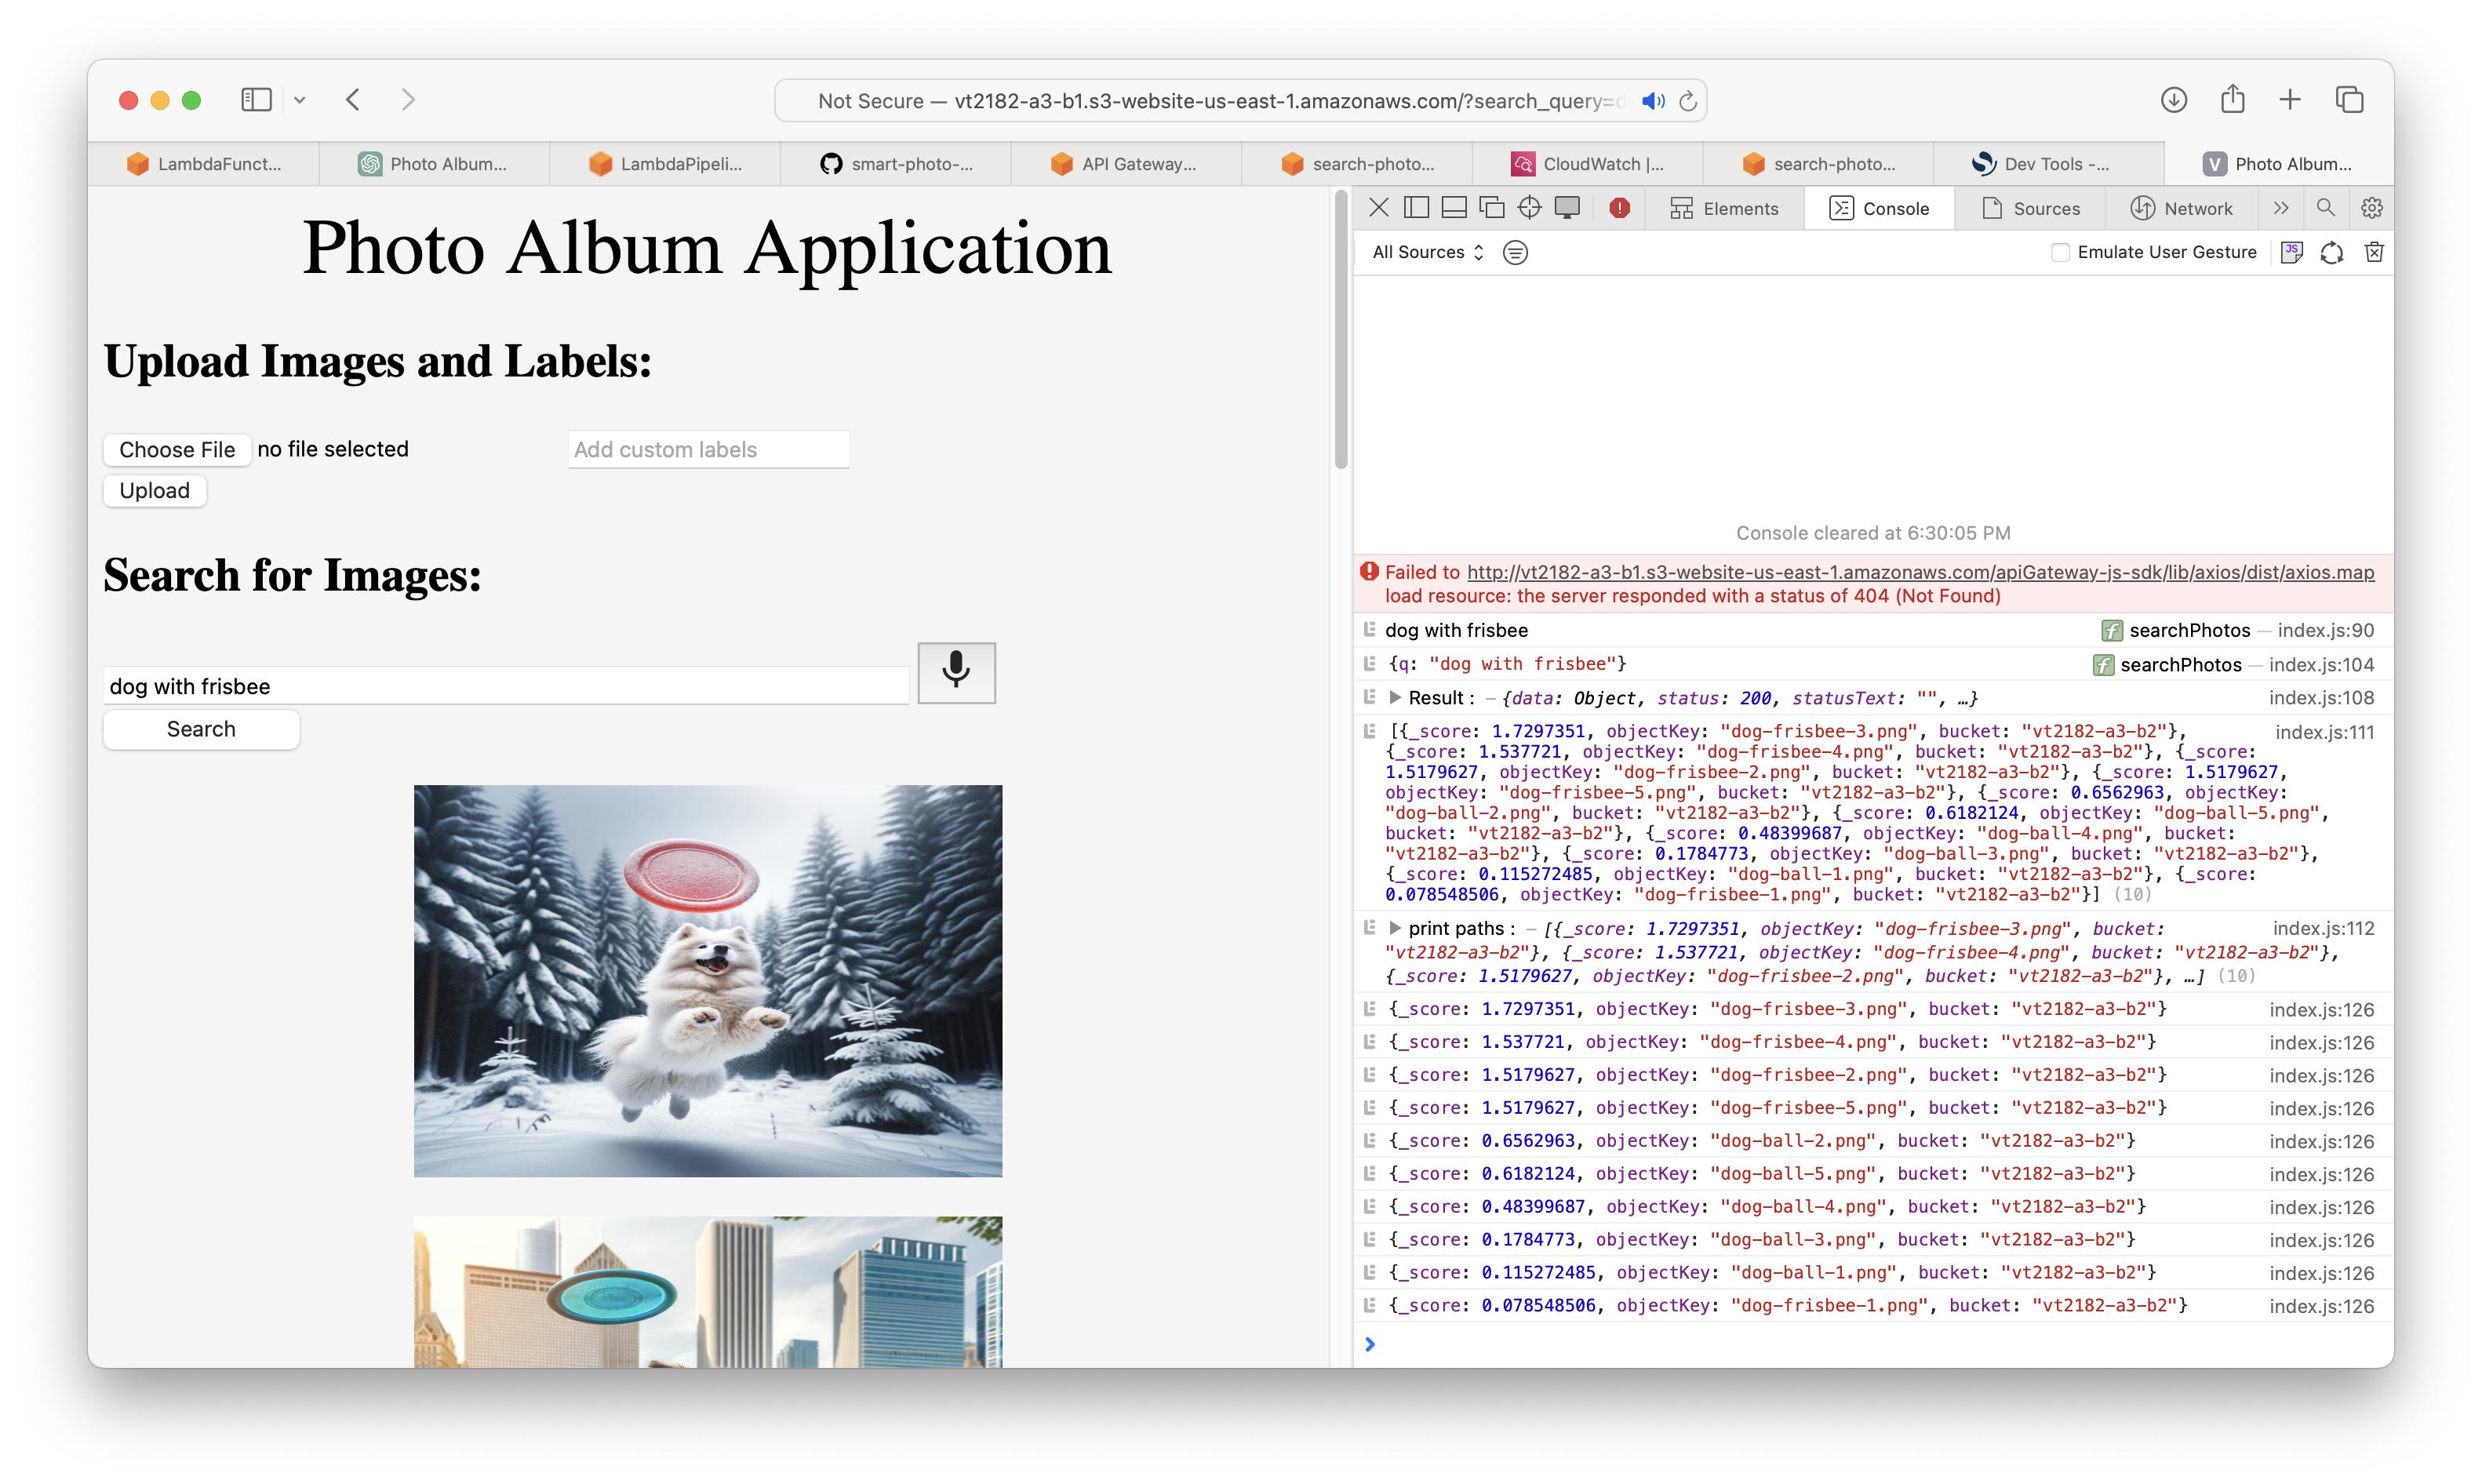 Not Secure — vt2182-a3-b1.s3-website-us-east-1.amazonaws.com/?search_query=
LambdaFunct...
Photo Album...
LambdaPipeli...
smart-photo-...
API Gateway...
search-photo...
CloudWatch |...
search-photo...
Dev Tools -...
V Photo Album...
Photo Album Application
Upload Images and Labels:
Choose File no file selected
Add custom labels
Upload
Search for Images:
dog with frisbee
Search
Elements
Console
Sources
Network
All Sources
Emulate User Gesture
JS
Console cleared at 6:30:05 PM
Failed to http://vt2182-a3-b1.s3-website-us-east-1.amazonaws.com/apiGateway-js-sdk/lib/axios/dist/axios.map
load resource: the server responded with a status of 404 (Not Found)
dog with frisbee f searchPhotos — index.js:90
{q: "dog with frisbee"} f searchPhotos — index.js:104
Result : – {data: Object, status: 200, statusText: "", …} index.js:108
[{_score: 1.7297351, objectKey: "dog-frisbee-3.png", bucket: "vt2182-a3-b2"}, index.js:111
{_score: 1.537721, objectKey: "dog-frisbee-4.png", bucket: "vt2182-a3-b2"}, {_score:
1.5179627, objectKey: "dog-frisbee-2.png", bucket: "vt2182-a3-b2"}, {_score: 1.5179627,
objectKey: "dog-frisbee-5.png", bucket: "vt2182-a3-b2"}, {_score: 0.6562963, objectKey:
"dog-ball-2.png", bucket: "vt2182-a3-b2"}, {_score: 0.6182124, objectKey: "dog-ball-5.png",
bucket: "vt2182-a3-b2"}, {_score: 0.48399687, objectKey: "dog-ball-4.png", bucket:
"vt2182-a3-b2"}, {_score: 0.1784773, objectKey: "dog-ball-3.png", bucket: "vt2182-a3-b2"},
{_score: 0.115272485, objectKey: "dog-ball-1.png", bucket: "vt2182-a3-b2"}, {_score:
0.078548506, objectKey: "dog-frisbee-1.png", bucket: "vt2182-a3-b2"}] (10)
print paths : – [{_score: 1.7297351, objectKey: "dog-frisbee-3.png", bucket: index.js:112
"vt2182-a3-b2"}, {_score: 1.537721, objectKey: "dog-frisbee-4.png", bucket: "vt2182-a3-b2"},
{_score: 1.5179627, objectKey: "dog-frisbee-2.png", bucket: "vt2182-a3-b2"}, …] (10)
{_score: 1.7297351, objectKey: "dog-frisbee-3.png", bucket: "vt2182-a3-b2"} index.js:126
{_score: 1.537721, objectKey: "dog-frisbee-4.png", bucket: "vt2182-a3-b2"} index.js:126
{_score: 1.5179627, objectKey: "dog-frisbee-2.png", bucket: "vt2182-a3-b2"} index.js:126
{_score: 1.5179627, objectKey: "dog-frisbee-5.png", bucket: "vt2182-a3-b2"} index.js:126
{_score: 0.6562963, objectKey: "dog-ball-2.png", bucket: "vt2182-a3-b2"} index.js:126
{_score: 0.6182124, objectKey: "dog-ball-5.png", bucket: "vt2182-a3-b2"} index.js:126
{_score: 0.48399687, objectKey: "dog-ball-4.png", bucket: "vt2182-a3-b2"} index.js:126
{_score: 0.1784773, objectKey: "dog-ball-3.png", bucket: "vt2182-a3-b2"} index.js:126
{_score: 0.115272485, objectKey: "dog-ball-1.png", bucket: "vt2182-a3-b2"} index.js:126
{_score: 0.078548506, objectKey: "dog-frisbee-1.png", bucket: "vt2182-a3-b2"} index.js:126